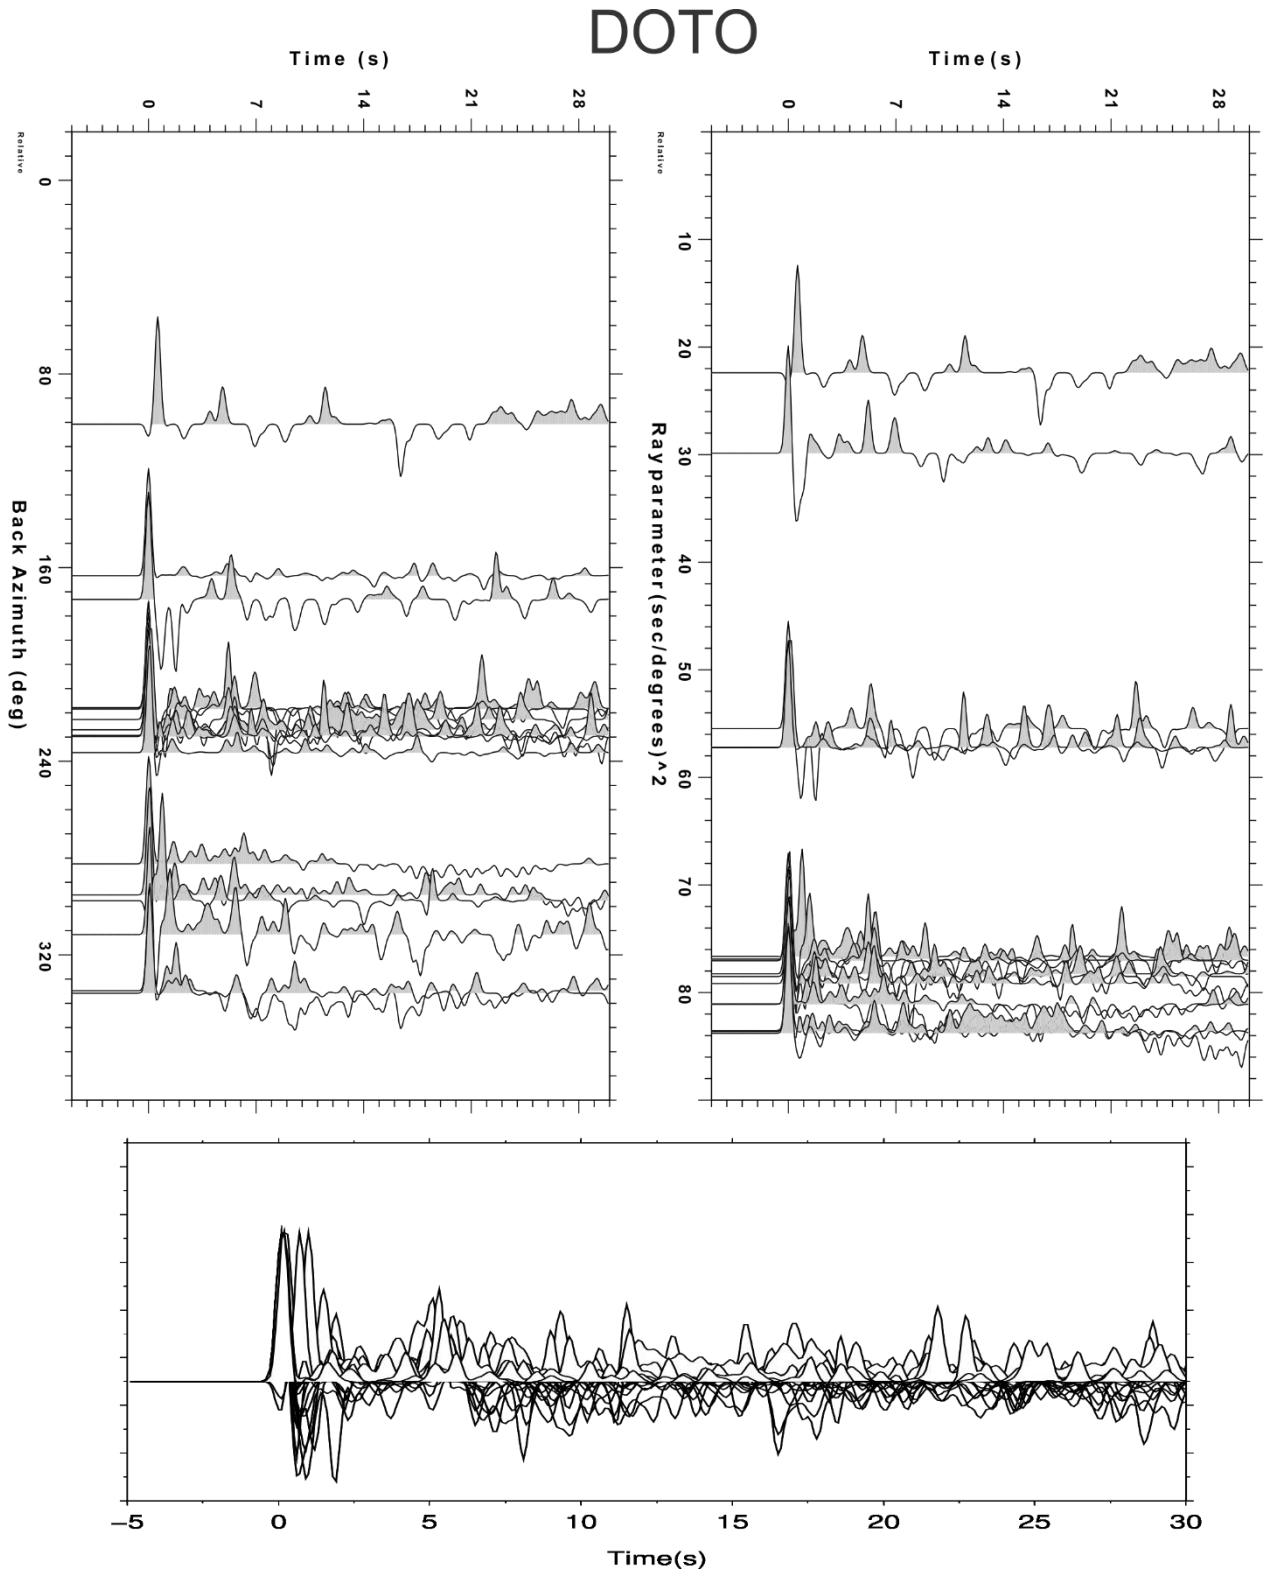 DOTO
Time (s)
0 7 14 21 28
Relative
0
80
160
240
320
Back Azimuth (deg)
Time(s)
0 7 14 21 28
Relative
10
20
30
40
50
60
70
80
Rayparameter(sec/degrees)^2
−5 0 5 10 15 20 25 30
Time(s)